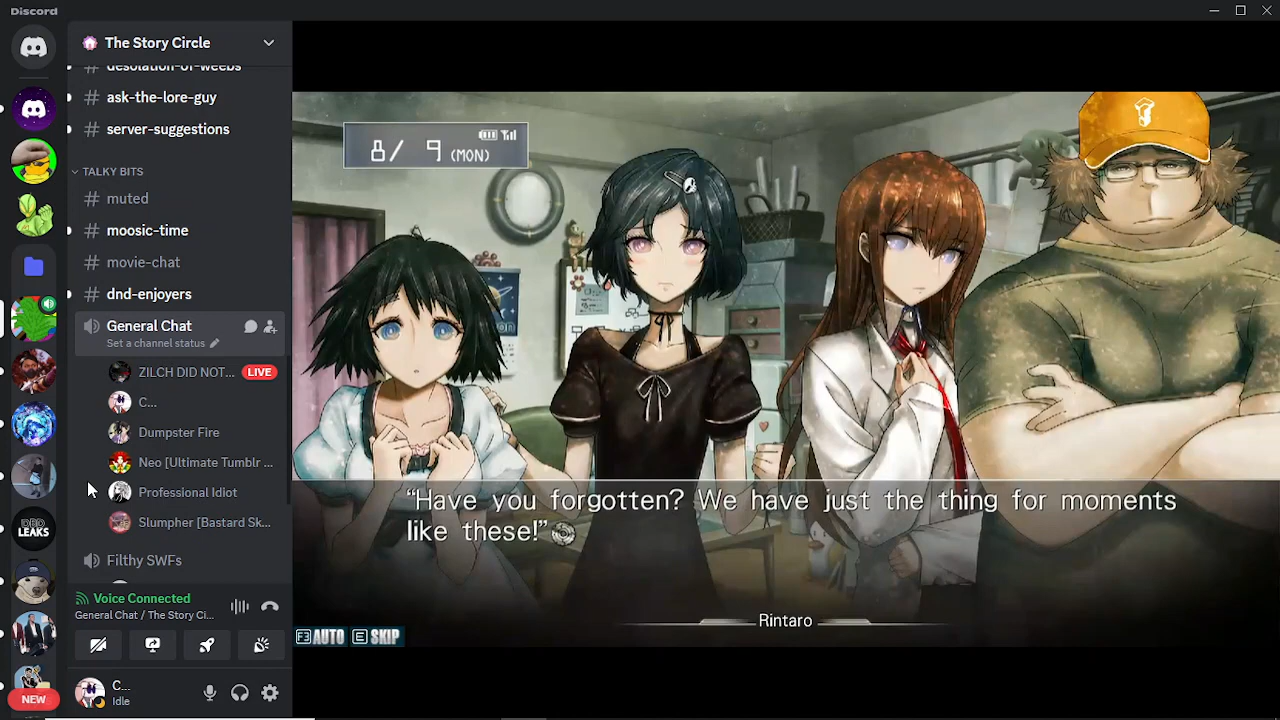 Discord
The Story Circle
desolation-of-weebs
ask-the-lore-guy
server-suggestions
TALKY BITS
muted
moosic-time
movie-chat
dnd-enjoyers
General Chat
Set a channel status
ZILCH DID NOT... LIVE
C...
Dumpster Fire
Neo [Ultimate Tumblr ...
Professional Idiot
Slumpher [Bastard Sk...
Filthy SWFs
Voice Connected
General Chat / The Story Ci...
C...
Idle
DBD
LEAKS
NEW
8/ 9 (MON)
“Have you forgotten? We have just the thing for moments
like these!”
Rintaro
F3 AUTO E SKIP